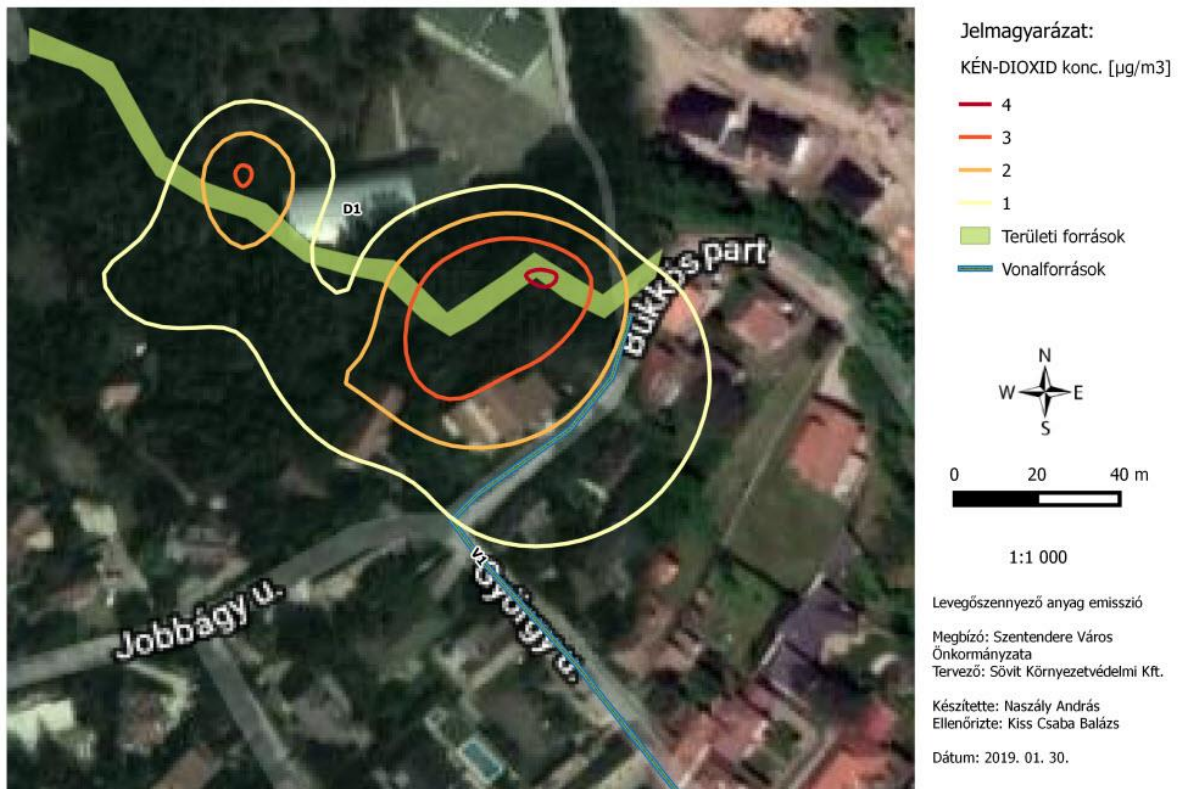 D1
Bükkös part
V1
György u.
Jobbágy u.
Jelmagyarázat:
KÉN-DIOXID konc. [µg/m3]
4
3
2
1
Területi források
Vonalforrások
N
W E
S
0 20 40 m
1:1 000
Levegőszennyező anyag emisszió
Megbízó: Szentendere Város
Önkormányzata
Tervező: Sövit Környezetvédelmi Kft.
Készítette: Naszály András
Ellenőrizte: Kiss Csaba Balázs
Dátum: 2019. 01. 30.